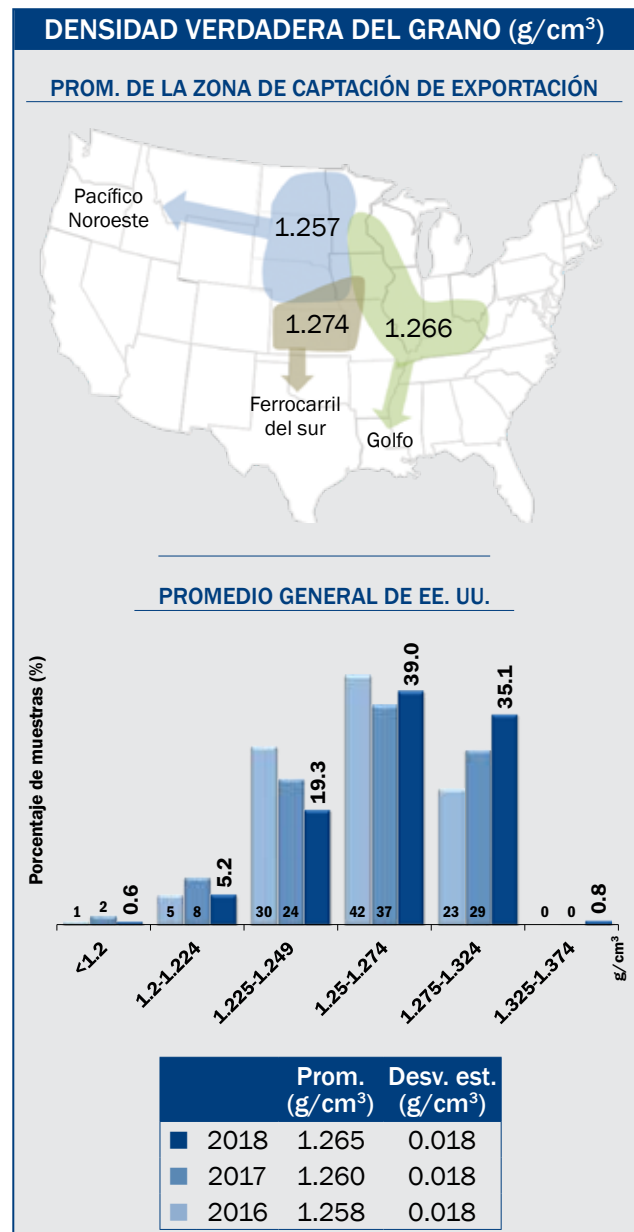 DENSIDAD VERDADERA DEL GRANO (g/cm³)
PROM. DE LA ZONA DE CAPTACIÓN DE EXPORTACIÓN
Pacífico
Noroeste
1.257
1.274
1.266
Ferrocarril
del sur
Golfo
PROMEDIO GENERAL DE EE. UU.
Porcentaje de muestras (%)
1 2 0.6
5 8 5.2
30 24 19.3
42 37 39.0
23 29 35.1
0 0 0.8
<1.2 1.2-1.224 1.225-1.249 1.25-1.274 1.275-1.324 1.325-1.374 g/cm³
Prom. Desv. est.
(g/cm³) (g/cm³)
2018 1.265 0.018
2017 1.260 0.018
2016 1.258 0.018